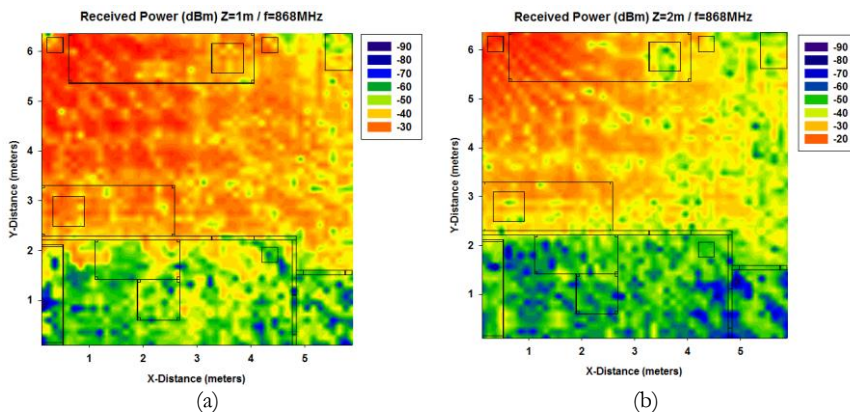 Received Power (dBm) Z=1m / f=868MHz
6
5
4
3
2
1
Y-Distance (meters)
1 2 3 4 5
X-Distance (meters)
-90
-80
-70
-60
-50
-40
-30
(a)
Received Power (dBm) Z=2m / f=868MHz
6
5
4
3
2
1
Y-Distance (meters)
1 2 3 4 5
X-Distance (meters)
-90
-80
-70
-60
-50
-40
-30
-20
(b)